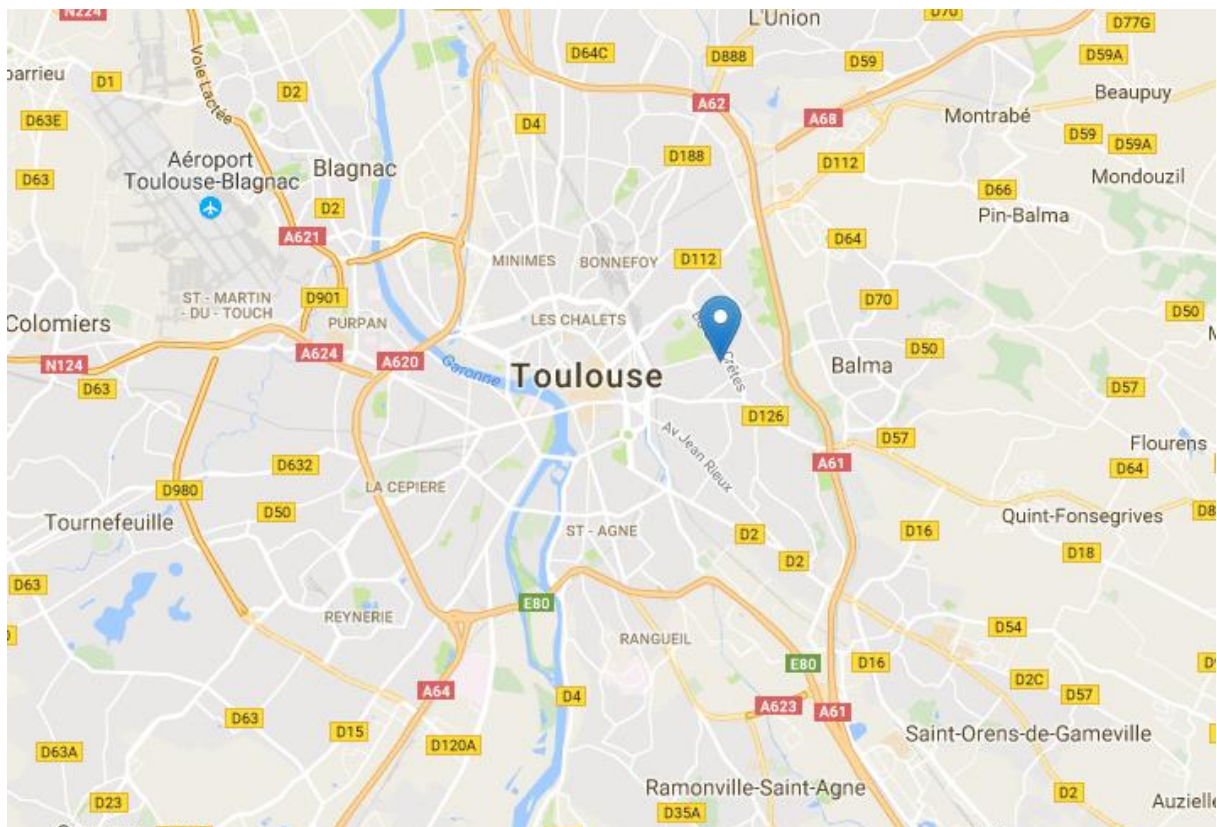 N224
L'Union
D70
D77G
D64C
D888
D59
D59A
D1
Voie Lactée
D2
Beaupuy
D63E
D4
A62
A68
Montrabé
D59
D59A
Aéroport
Toulouse-Blagnac
Blagnac
D188
D112
Mondouzil
D63
D2
D66
Pin-Balma
A621
D64
MINIMES
BONNEFOY
D112
ST - MARTIN
- DU - TOUCH
D901
D70
D50
Colomiers
PURPAN
LES CHALETS
A624
A620
Garonne
Toulouse
Balma
D50
N124
D63
D57
D126
Av Jean Rieux
D57
Flourens
D632
A61
D64
D980
LA CEPIERE
D50
Tournefeuille
ST - AGNE
D2
D16
Quint-Fonsegrives
D2
D18
D63
E80
REYNERIE
RANGUEIL
D54
E80
D16
A64
D4
D2C
D57
A623
A61
D63
D15
D120A
Saint-Orens-de-Gameville
D63A
Ramonville-Saint-Agne
D23
D35A
D2